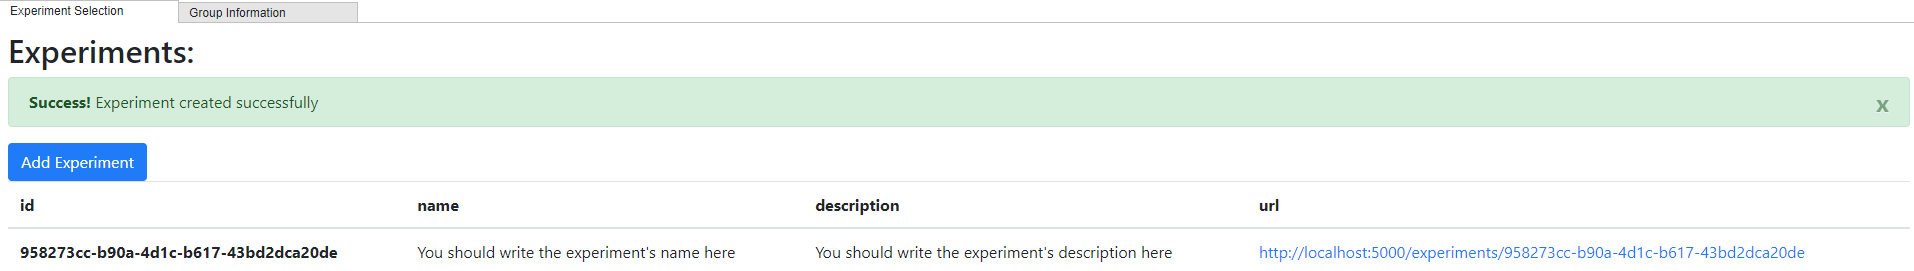 Experiment Selection Group Information
Experiments:
Success! Experiment created successfully x
Add Experiment
id name description url
958273cc-b90a-4d1c-b617-43bd2dca20de You should write the experiment's name here You should write the experiment's description here http://localhost:5000/experiments/958273cc-b90a-4d1c-b617-43bd2dca20de